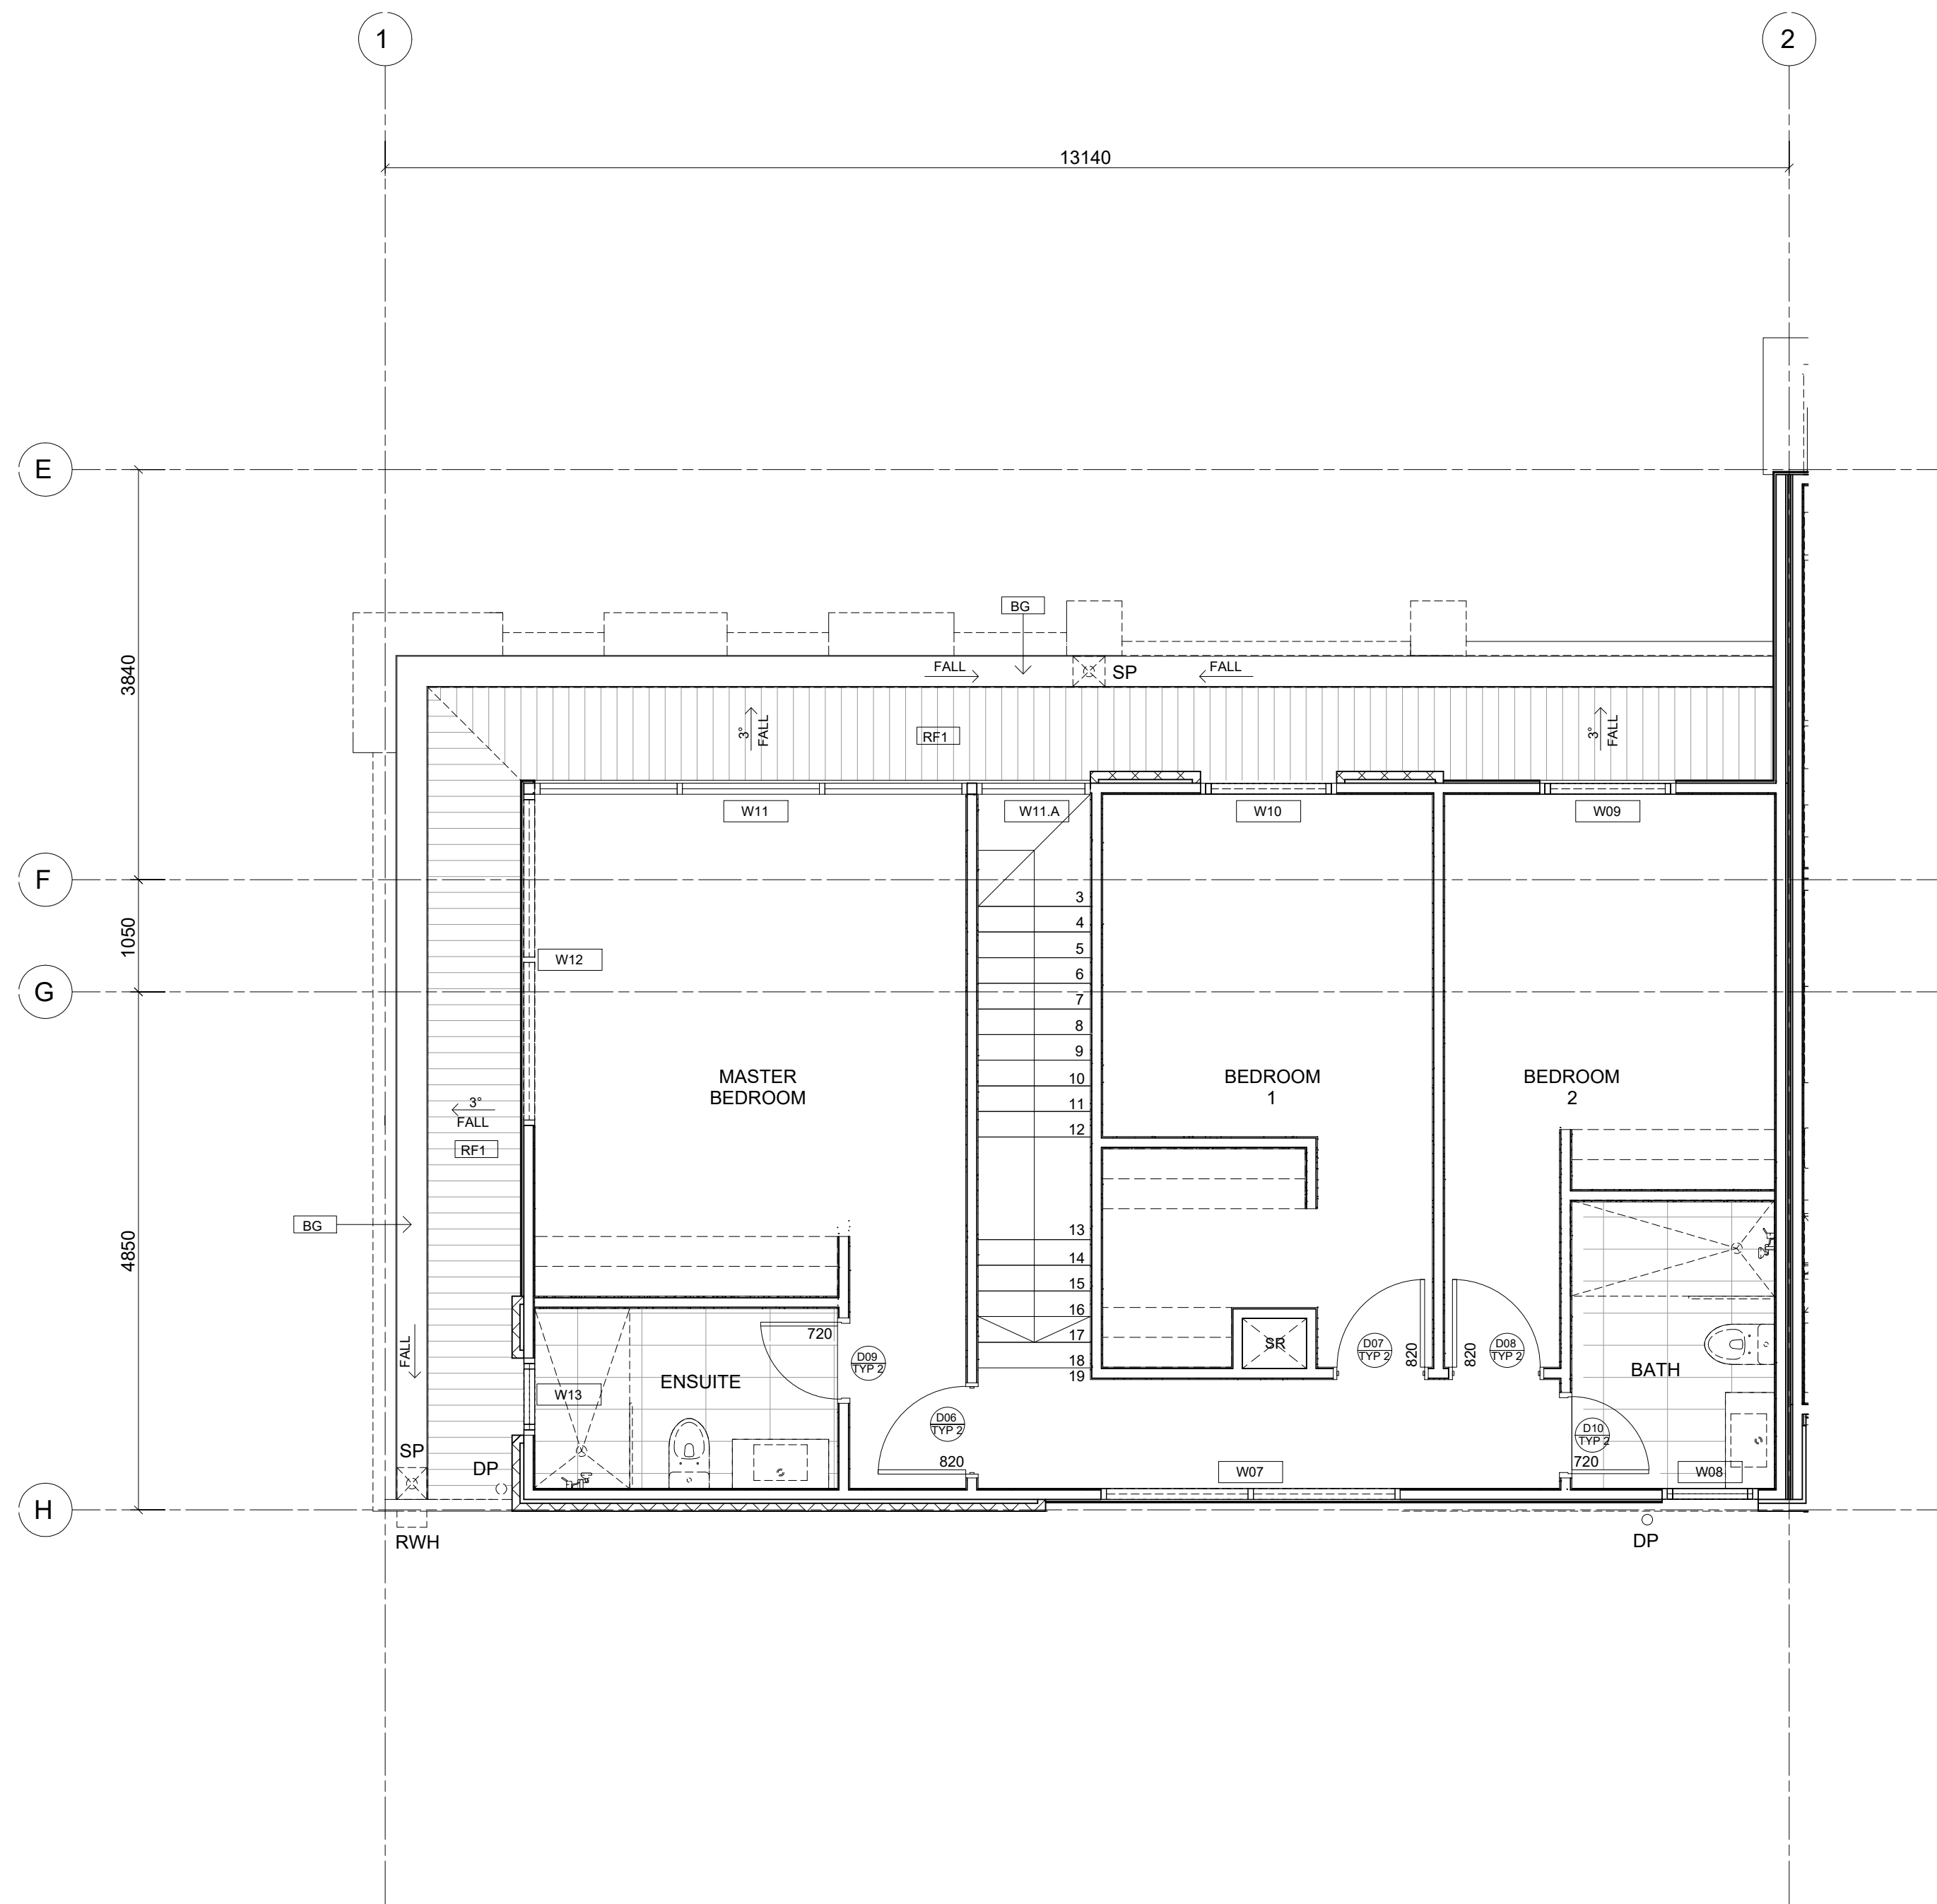 1
2
13140
E
3840
BG
FALL
SP
FALL
3°
FALL
RF1
3°
FALL
W11
W11.A
W10
W09
F
3
4
1050
5
W12
6
G
7
8
9
MASTER
BEDROOM
10
BEDROOM
1
BEDROOM
2
11
3°
FALL
12
RF1
BG
13
4850
14
15
16
720
17
SR
D07
TYP 2
820
820
D08
TYP 2
FALL
D09
TYP 2
18
19
ENSUITE
BATH
W13
D06
TYP 2
D10
TYP 2
SP
DP
820
W07
720
W08
H
RWH
DP